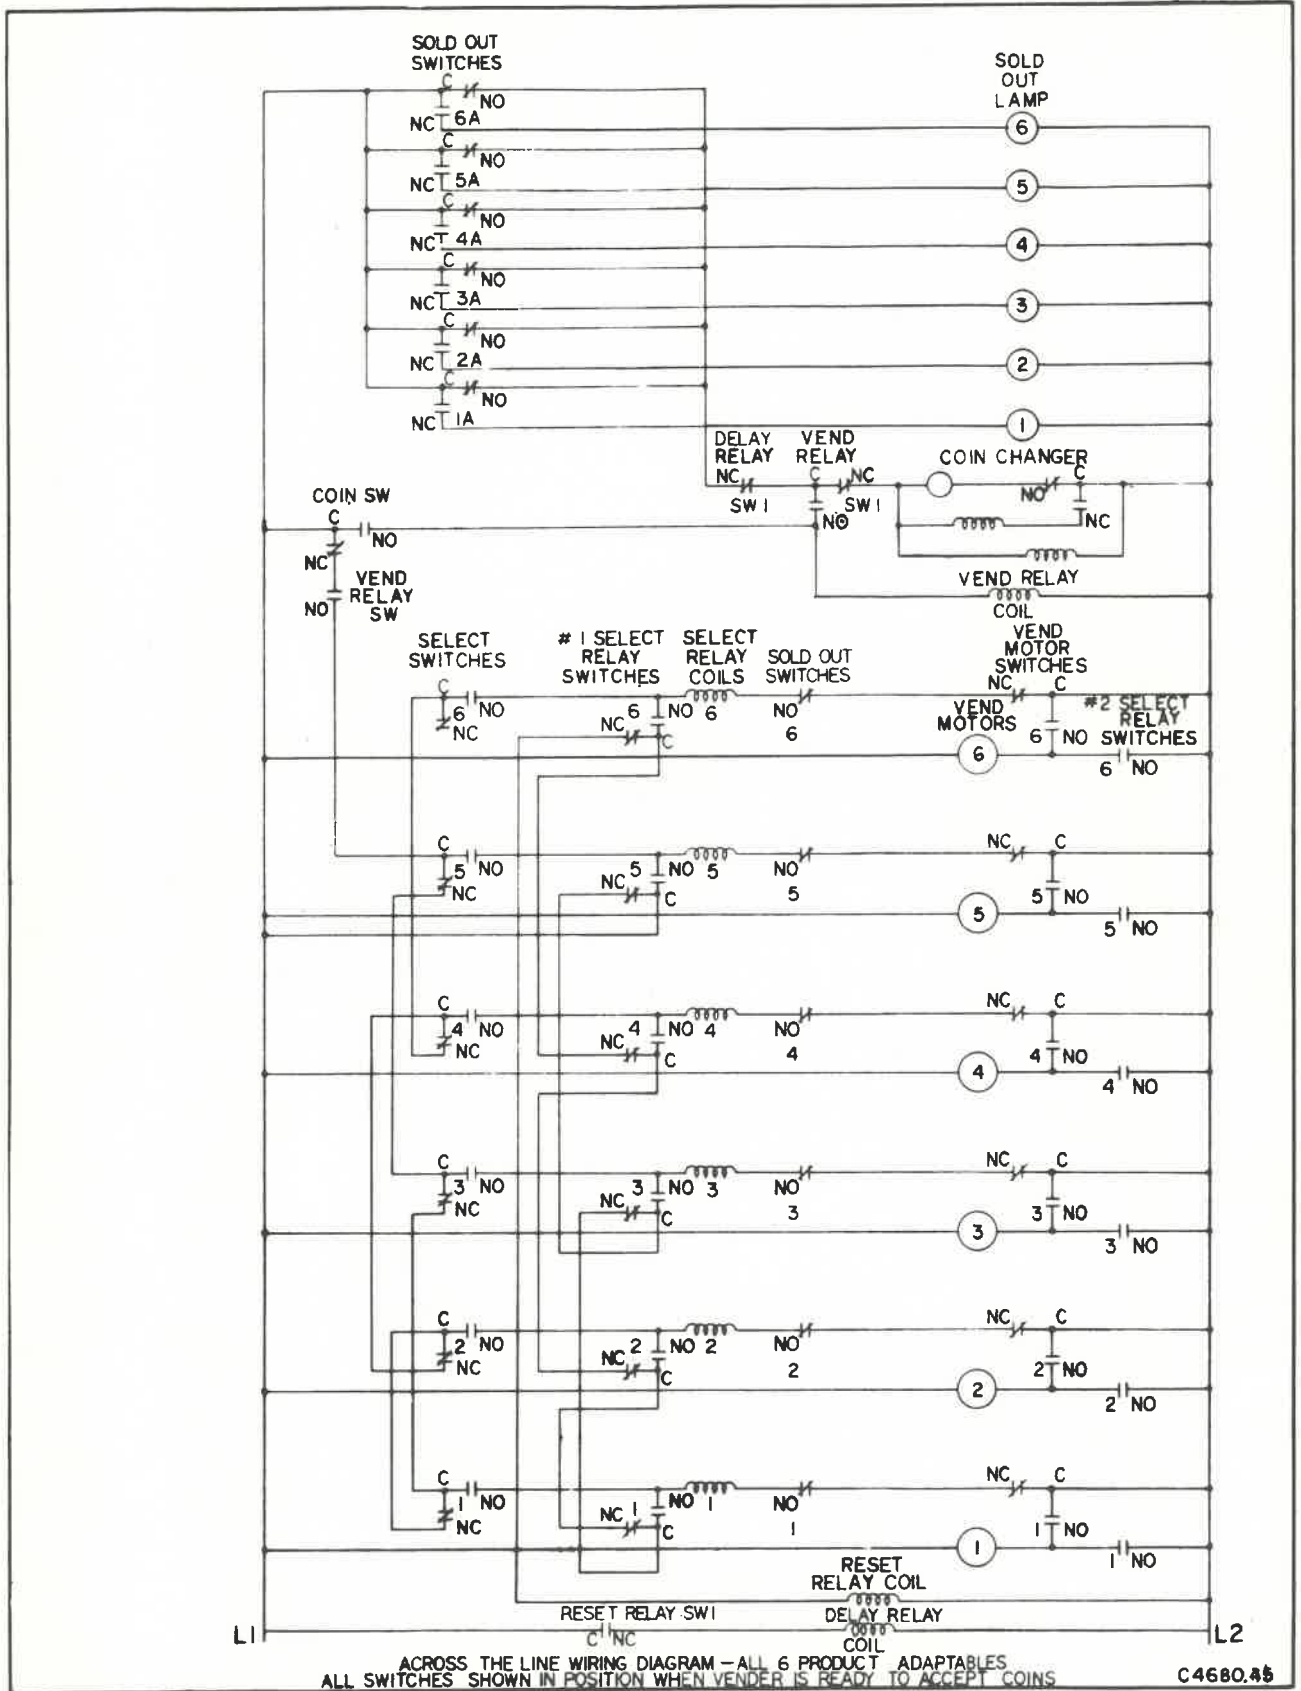 SOLD OUT
SWITCHES
C
NO
NC 6A
C
NO
NC 5A
C
NO
NC 4A
C
NO
NC 3A
C
NO
NC 2A
C
NO
NC 1A
SOLD
OUT
LAMP
6
5
4
3
2
1
DELAY
RELAY
NC
SW 1
VEND
RELAY
C NC
SW 1
NO
COIN CHANGER
C
NO
NC
VEND RELAY
COIL
COIN SW
C
NO
NC
VEND
RELAY
SW
NO
SELECT
SWITCHES
# 1 SELECT
RELAY
SWITCHES
SELECT
RELAY
COILS
SOLD OUT
SWITCHES
VEND
MOTOR
SWITCHES
VEND
MOTORS
#2 SELECT
RELAY
SWITCHES
C
6 NO
NC
6 NO 6
NC
C
NO
6
NC C
6 NO
6
6 NO
C
5 NO
NC
5 NO 5
NC
C
NO
5
NC C
5 NO
5
5 NO
C
4 NO
NC
4 NO 4
NC
C
NO
4
NC C
4 NO
4
4 NO
C
3 NO
NC
3 NO 3
NC
C
NO
3
NC C
3 NO
3
3 NO
C
2 NO
NC
2 NO 2
NC
C
NO
2
NC C
2 NO
2
2 NO
C
1 NO
NC
1 NO 1
NC
C
NO
1
NC C
1 NO
1
1 NO
RESET
RELAY COIL
RESET RELAY SW1
C NC
DELAY RELAY
COIL
L1
L2
ACROSS THE LINE WIRING DIAGRAM - ALL 6 PRODUCT ADAPTABLES
ALL SWITCHES SHOWN IN POSITION WHEN VENDER IS READY TO ACCEPT COINS